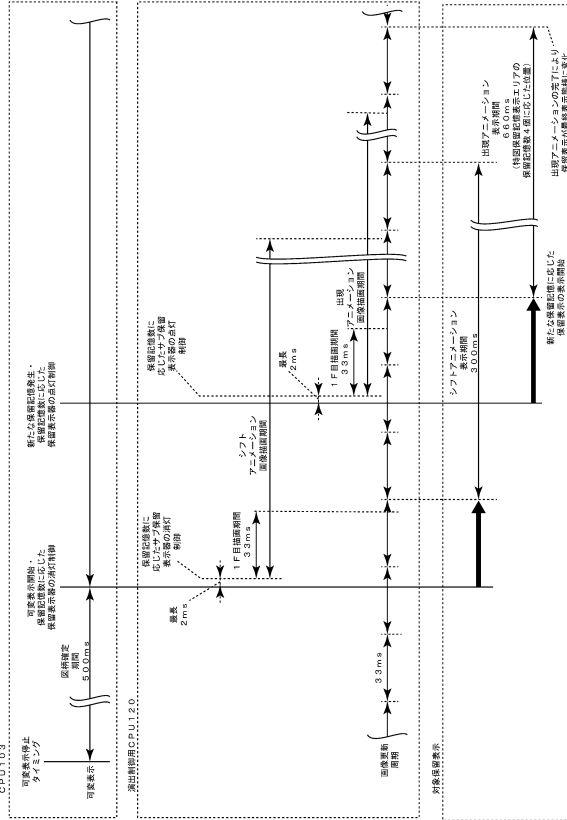 CPU103
可変表示停止
タイミング
可変表示
図柄確定
期間
500ms
可変表示開始・
保留記憶数に応じた
保留表示器の消灯制御
新たな保留記憶発生・
保留記憶数に応じた
保留表示器の点灯制御
演出制御用CPU120
最長
2ms
保留記憶数に
応じたサブ保留
表示器の消灯
制御
1F目描画期間
33ms
シフト
アニメーション
画像描画期間
最長
2ms
保留記憶数に
応じたサブ保留
表示器の点灯
制御
1F目描画期間
33ms
出現
アニメーション
画像描画期間
画像更新
周期
33ms
対象保留表示
シフトアニメーション
表示期間
300ms
新たな保留記憶に応じた
保留表示の表示開始
出現アニメーション
表示期間
660ms
(特図保留記憶表示エリアの
保留記憶数4個に応じた位置)
出現アニメーションの完了により
保留表示が最終表示態様に変化